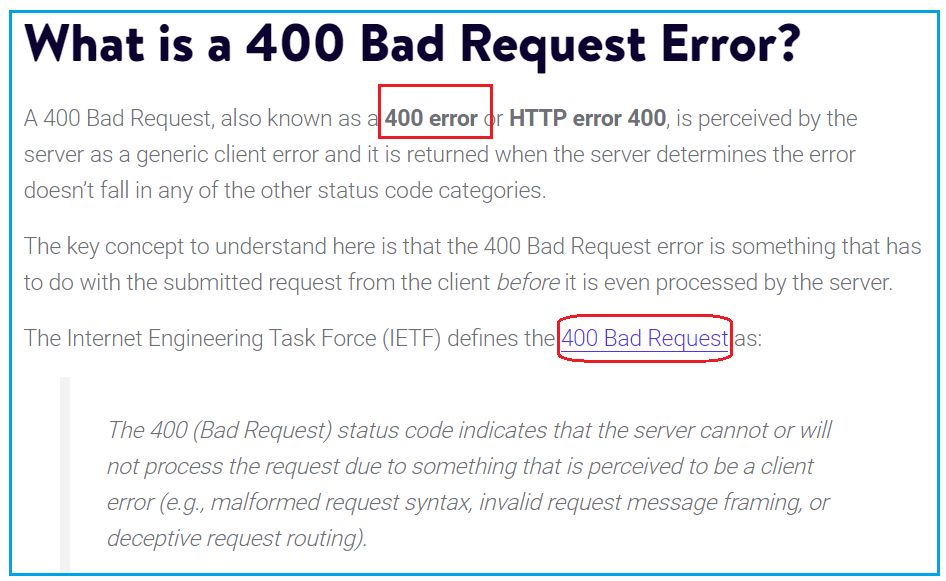 What is a 400 Bad Request Error?
A 400 Bad Request, also known as a 400 error or HTTP error 400, is perceived by the
server as a generic client error and it is returned when the server determines the error
doesn’t fall in any of the other status code categories.
The key concept to understand here is that the 400 Bad Request error is something that has
to do with the submitted request from the client before it is even processed by the server.
The Internet Engineering Task Force (IETF) defines the 400 Bad Request as:
The 400 (Bad Request) status code indicates that the server cannot or will
not process the request due to something that is perceived to be a client
error (e.g., malformed request syntax, invalid request message framing, or
deceptive request routing).